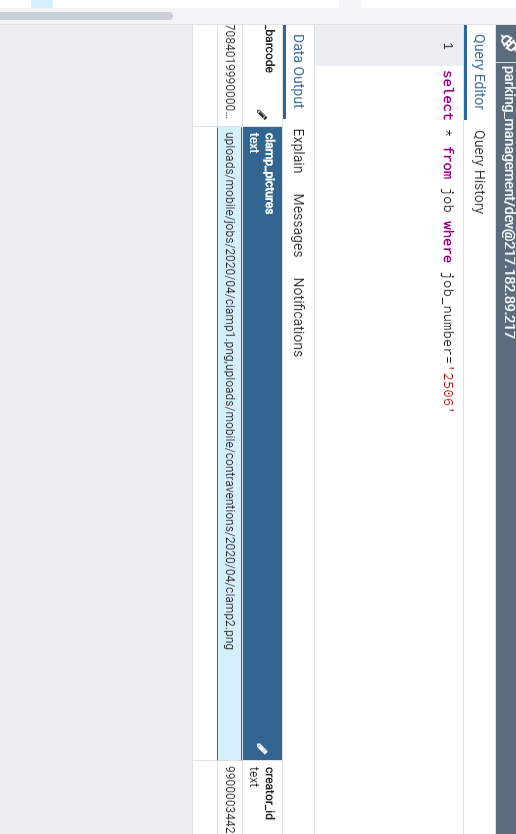 parking_management/dev@217.182.89.217
Query Editor Query History
1 select * from job where job_number='2506'
Data Output Explain Messages Notifications
_barcode clamp_pictures creator_id
text text
7084019990000... uploads/mobile/jobs/2020/04/clamp1.png,uploads/mobile/contraventions/2020/04/clamp2.png 9900003442